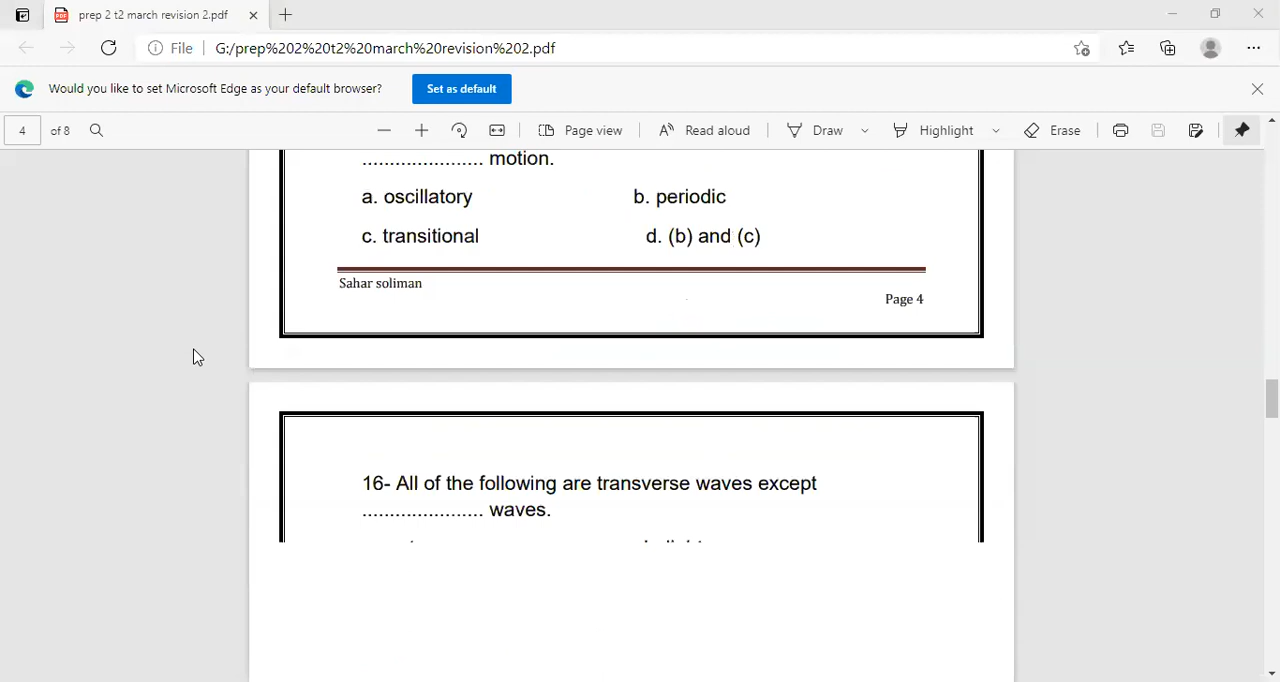 prep 2 t2 march revision 2.pdf
File G:/prep%202%20t2%20march%20revision%202.pdf
Would you like to set Microsoft Edge as your default browser? Set as default
4 of 8 Page view Read aloud Draw Highlight Erase
...................... motion.
a. oscillatory b. periodic
c. transitional d. (b) and (c)
Sahar soliman
Page 4
16- All of the following are transverse waves except
...................... waves.